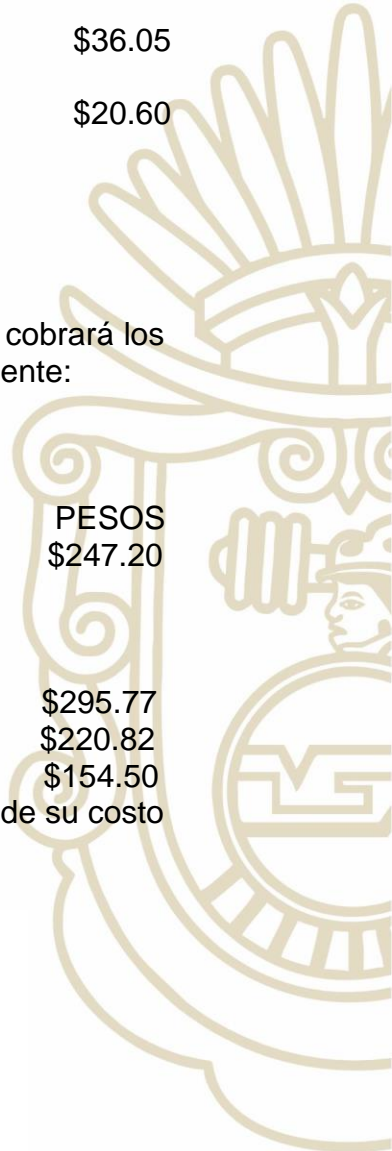 $36.05
$20.60
cobrará los
ente:
PESOS
$247.20
$295.77
$220.82
$154.50
de su costo